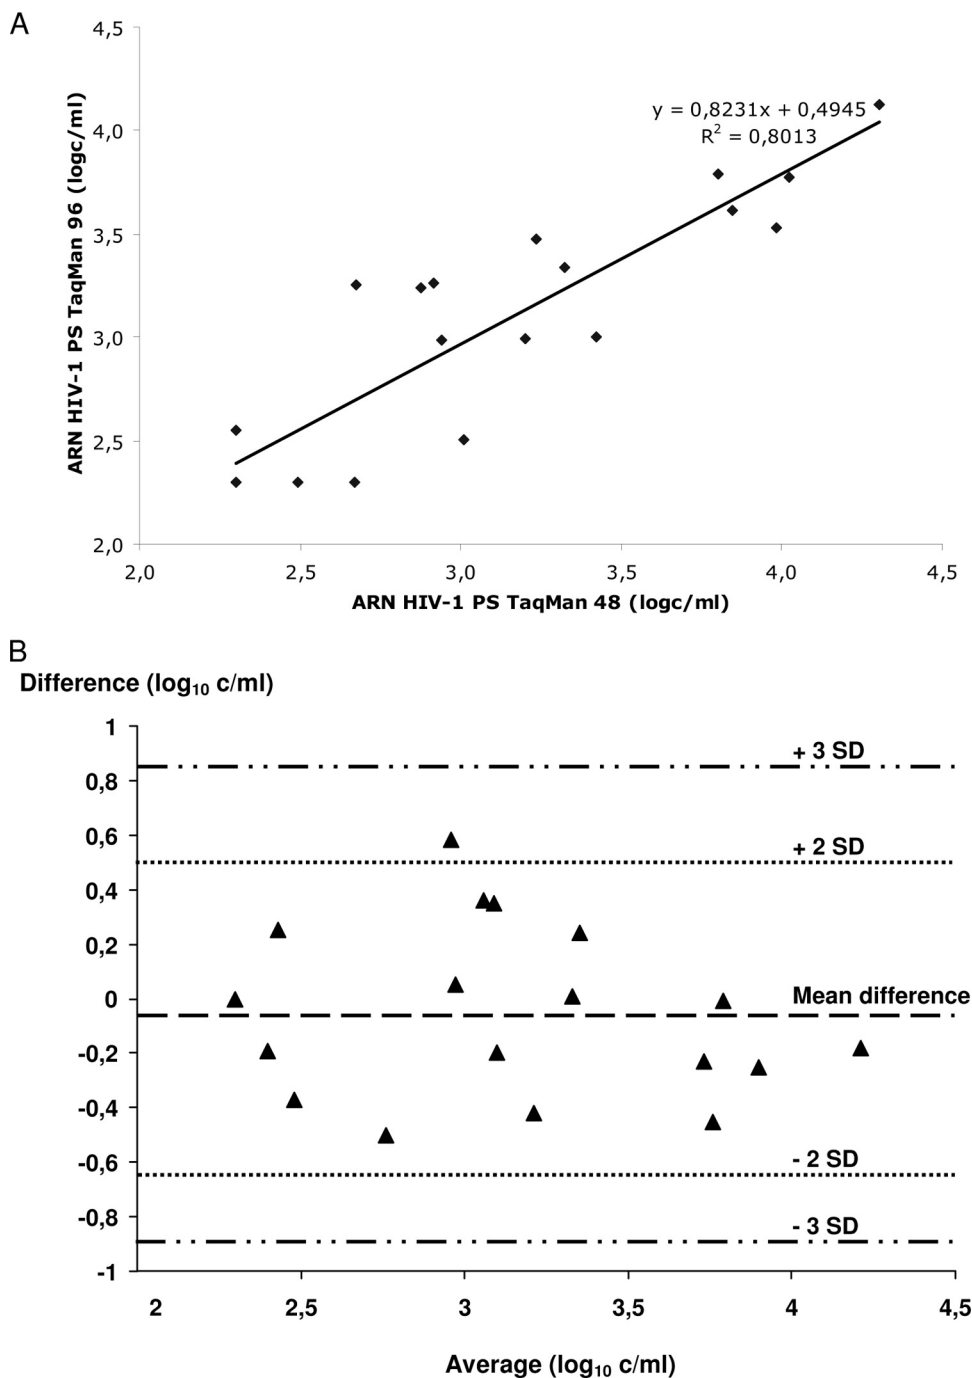 A
ARN HIV-1 PS TaqMan 96 (logc/ml)
4,5
4,0
3,5
3,0
2,5
2,0
y = 0,8231x + 0,4945
R² = 0,8013
2,0 2,5 3,0 3,5 4,0 4,5
ARN HIV-1 PS TaqMan 48 (logc/ml)
B
Difference (log₁₀ c/ml)
1
+ 3 SD
0,8
0,6
+ 2 SD
0,4
0,2
0
Mean difference
-0,2
-0,4
-0,6
- 2 SD
-0,8
- 3 SD
-1
2 2,5 3 3,5 4 4,5
Average (log₁₀ c/ml)